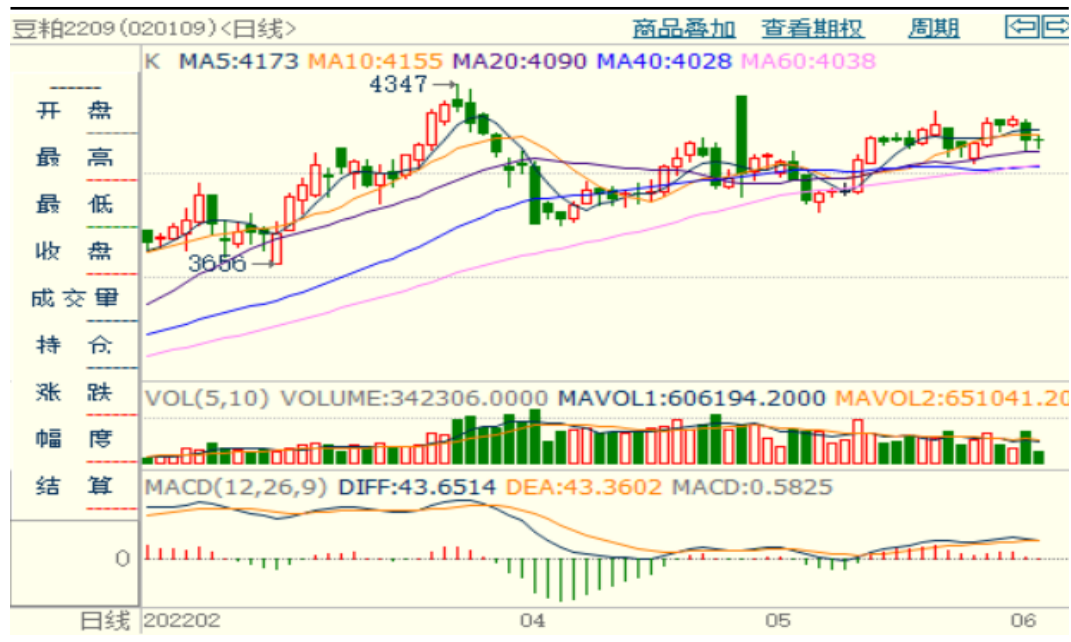 豆粕2209(020109)<日线> 商品叠加 查看期权 周期
K MA5:4173 MA10:4155 MA20:4090 MA40:4028 MA60:4038
4347
开盘
最高
最低
收盘
3656
成交量
持仓
涨跌
VOL(5,10) VOLUME:342306.0000 MAVOL1:606194.2000 MAVOL2:651041.20
幅度
结算
MACD(12,26,9) DIFF:43.6514 DEA:43.3602 MACD:0.5825
0
日线 202202 04 05 06